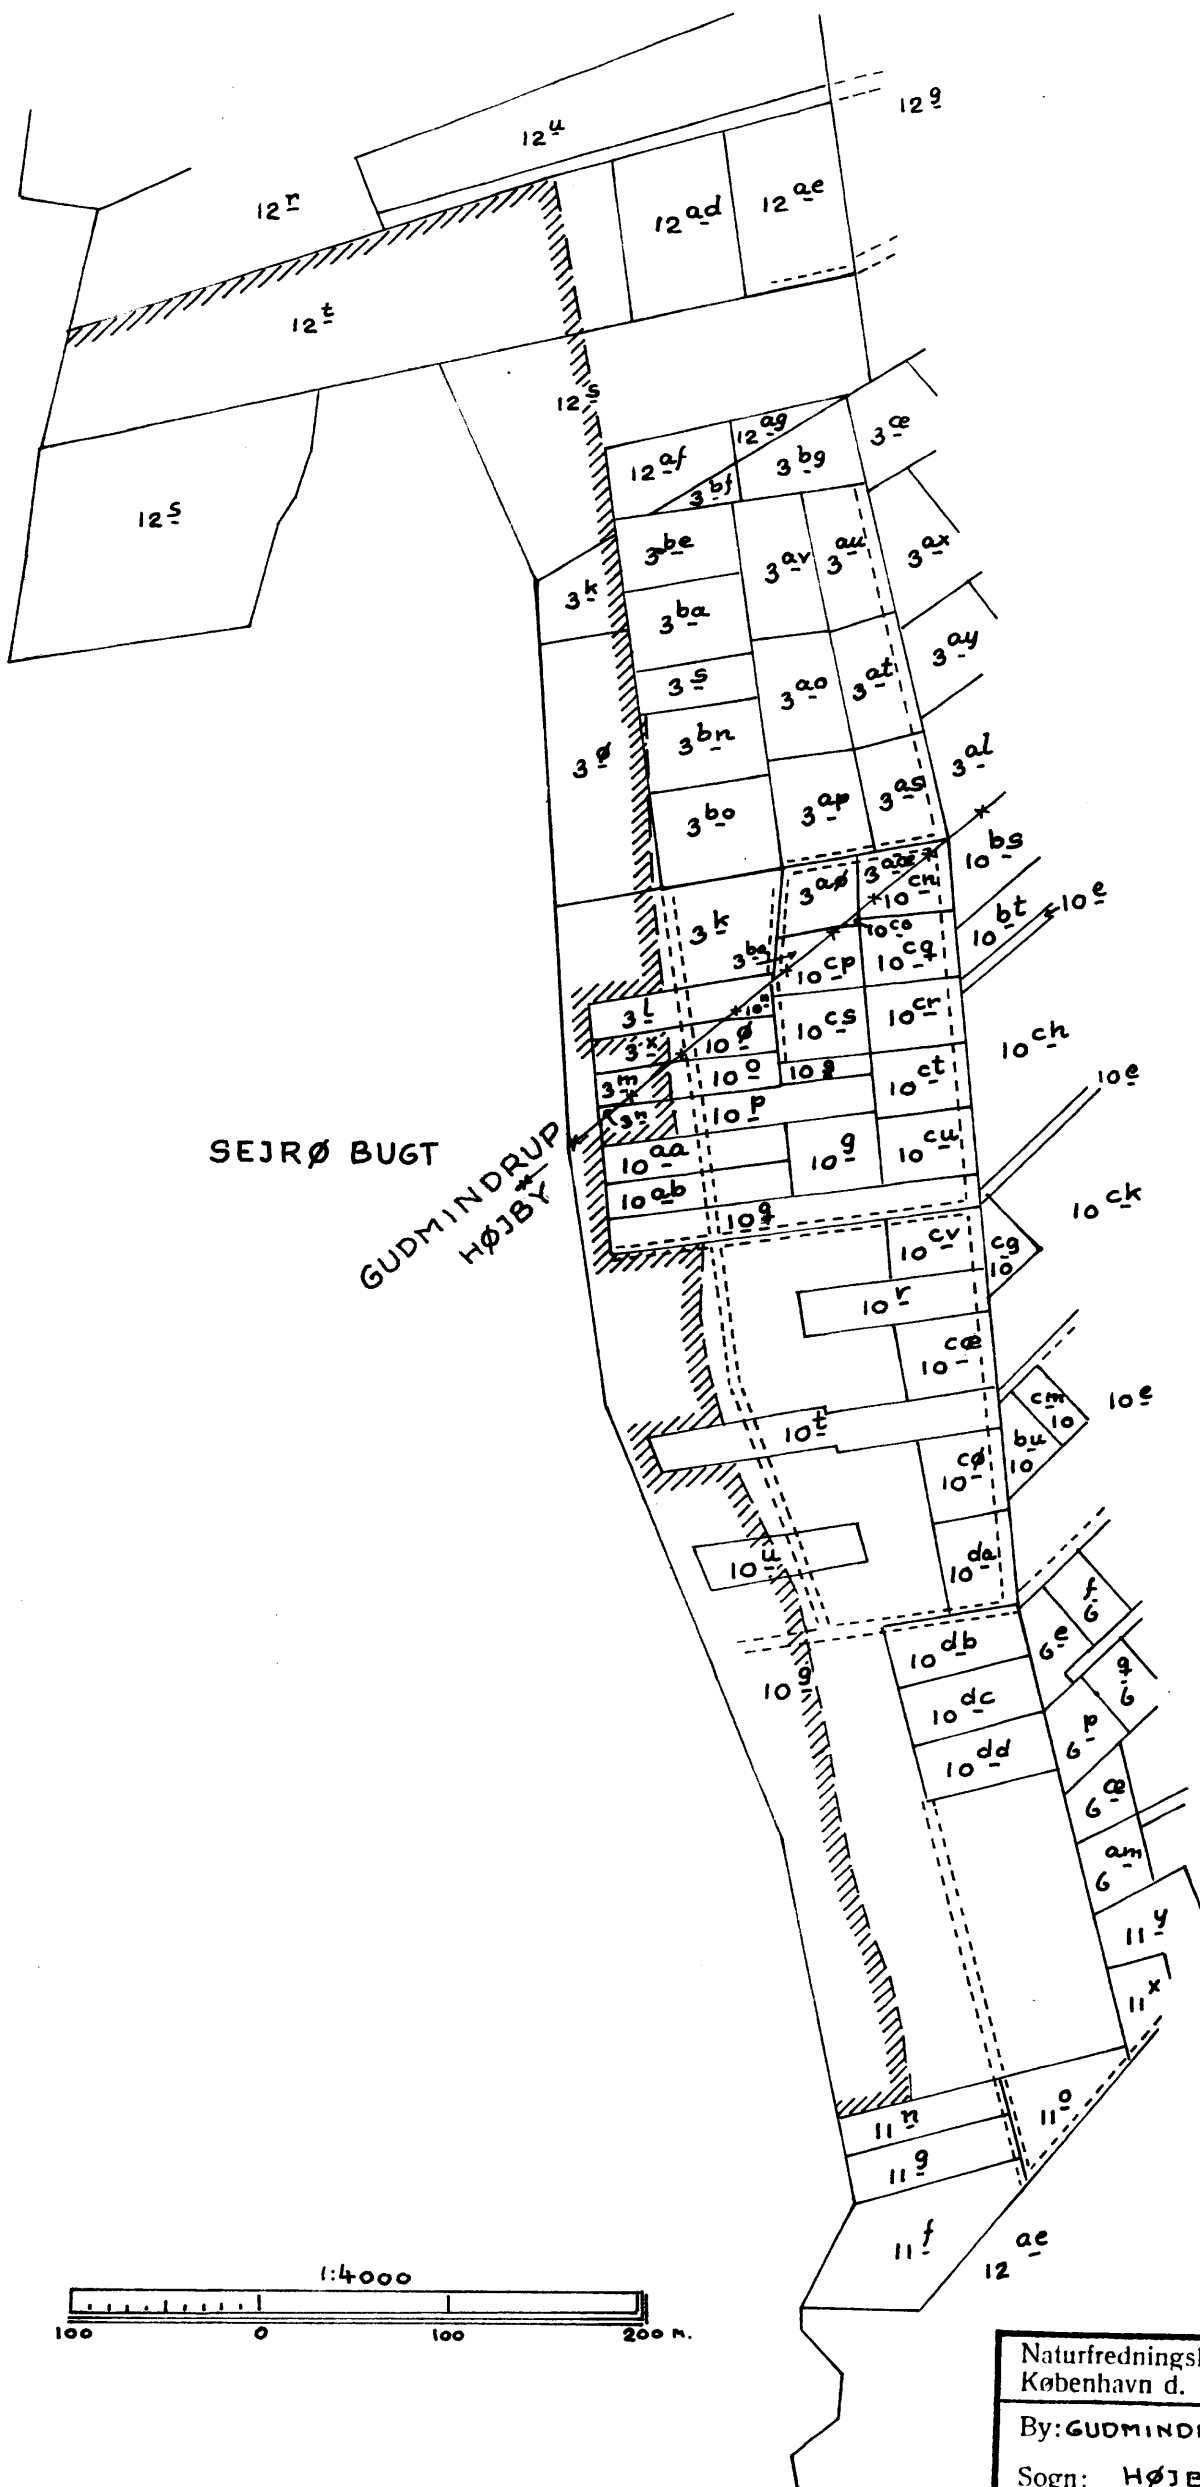 12 u
12 g
12 r
12 ad
12 ae
12 t
12 s
12 ag
12 af
3 bg
3 æ
3 bf
12 s
3 be
3 av
3 au
3 ax
3 k
3 ba
3 ay
3 s
3 ao
3 at
3 bn
3 ø
3 al
3 bo
3 ap
3 as
10 bs
3 aø
3 aæ
10 cn
10 e
3 k
10 co
10 bt
10 cp
10 cq
3 l
10 ø
10 cs
10 cr
10 ch
3 x
3 m
10 o
10 ct
10 e
3 n
10 p
SEJRØ BUGT
GUDMINDRUP
HØJBY
10 aa
10 g
10 cu
10 ab
10 ck
10 q
10 cv
cg
10
10 r
10 cæ
cm
10
10 e
10 t
bu
10
10 cø
10 u
10 da
f
6
6 e
10 db
10 g
q
6
10 dc
6 p
10 dd
6 æ
am
6
11 y
11 x
11 o
11 n
11 g
11 f
12 ae
1:4000
100 0 100 200 M.
København d.
By:
Sogn: